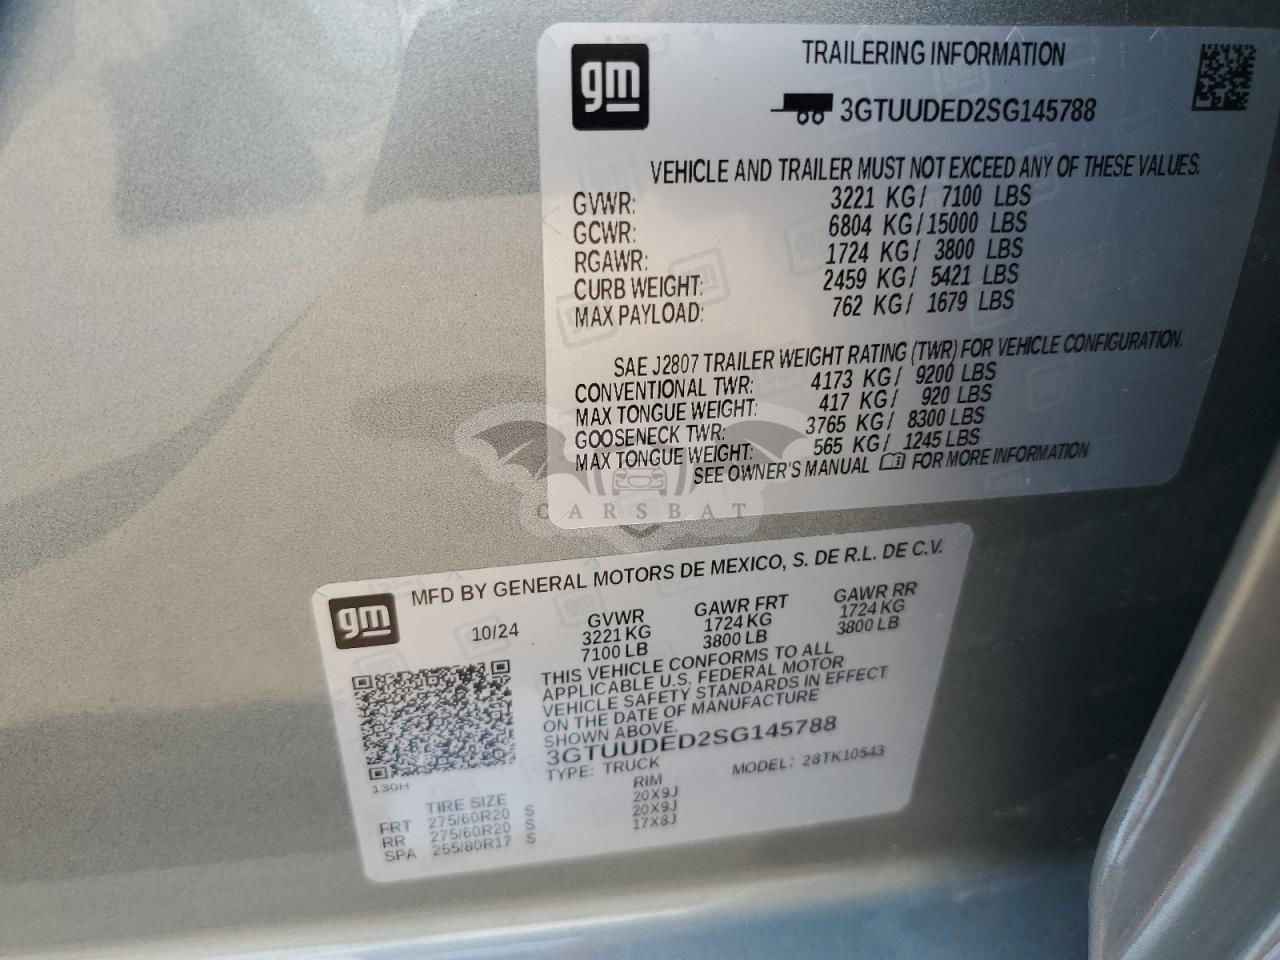 gm
TRAILERING INFORMATION
3GTUUDED2SG145788
VEHICLE AND TRAILER MUST NOT EXCEED ANY OF THESE VALUES.
GVWR: 3221 KG/ 7100 LBS
GCWR: 6804 KG/15000 LBS
RGAWR: 1724 KG/ 3800 LBS
CURB WEIGHT: 2459 KG/ 5421 LBS
MAX PAYLOAD: 762 KG/ 1679 LBS
SAE J2807 TRAILER WEIGHT RATING (TWR) FOR VEHICLE CONFIGURATION.
CONVENTIONAL TWR: 4173 KG/ 9200 LBS
MAX TONGUE WEIGHT: 417 KG/ 920 LBS
GOOSENECK TWR: 3765 KG/ 8300 LBS
MAX TONGUE WEIGHT: 565 KG/ 1245 LBS
SEE OWNER'S MANUAL FOR MORE INFORMATION
CARSBAT
gm
MFD BY GENERAL MOTORS DE MEXICO, S. DE R.L. DE C.V.
10/24 GVWR GAWR FRT GAWR RR
3221 KG 1724 KG 1724 KG
7100 LB 3800 LB 3800 LB
THIS VEHICLE CONFORMS TO ALL
APPLICABLE U.S. FEDERAL MOTOR
VEHICLE SAFETY STANDARDS IN EFFECT
ON THE DATE OF MANUFACTURE
SHOWN ABOVE.
3GTUUDED2SG145788
TYPE: TRUCK MODEL: 28TK10543
130H
TIRE SIZE RIM
FRT 275/60R20 S 20X9J
RR 275/60R20 S 20X9J
SPA 255/80R17 S 17X8J